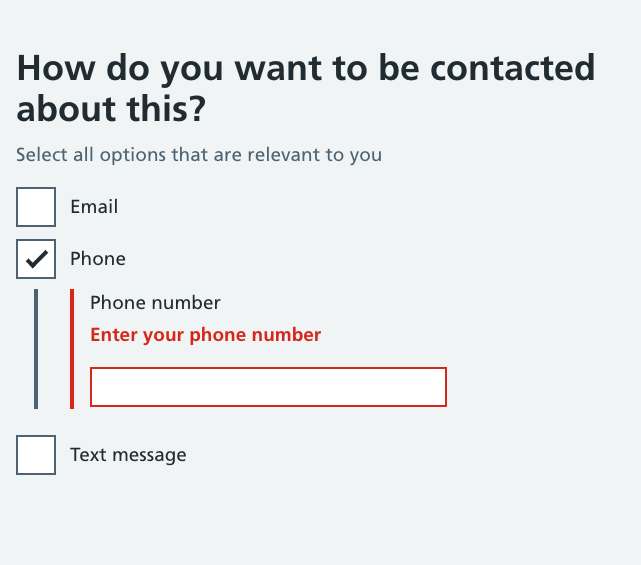 How do you want to be contacted
about this?
Select all options that are relevant to you
Email
Phone
Phone number
Enter your phone number
Text message